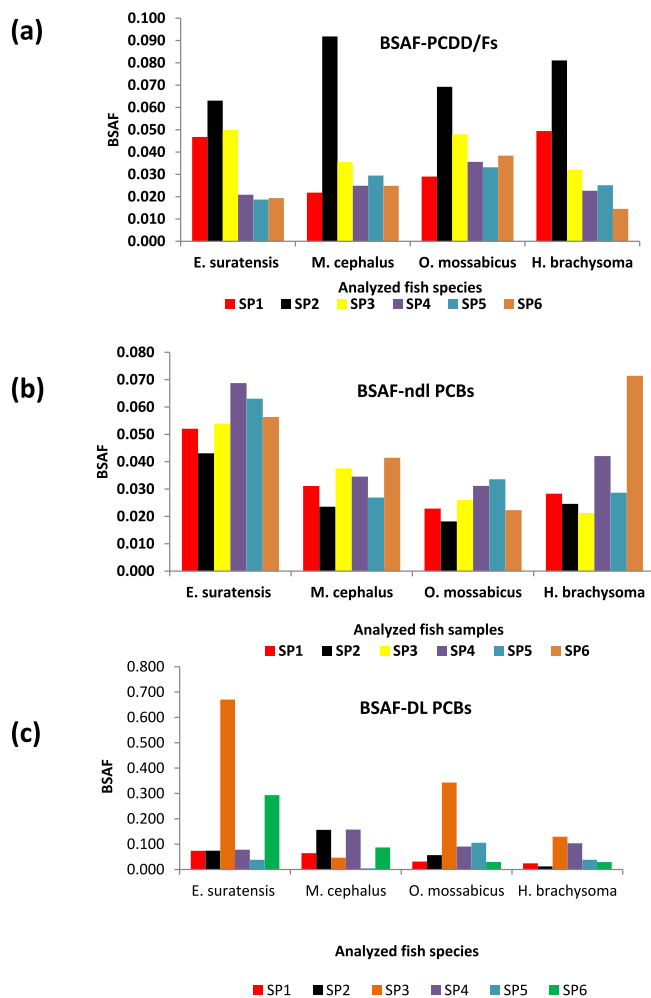 (a)
BSAF-PCDD/Fs
BSAF
0.100
0.090
0.080
0.070
0.060
0.050
0.040
0.030
0.020
0.010
0.000
E. suratensis M. cephalus O. mossabicus H. brachysoma
Analyzed fish species
SP1 SP2 SP3 SP4 SP5 SP6
(b)
BSAF-ndl PCBs
BSAF
0.080
0.070
0.060
0.050
0.040
0.030
0.020
0.010
0.000
E. suratensis M. cephalus O. mossabicus H. brachysoma
Analyzed fish samples
SP1 SP2 SP3 SP4 SP5 SP6
(c)
BSAF-DL PCBs
BSAF
0.800
0.700
0.600
0.500
0.400
0.300
0.200
0.100
0.000
E. suratensis M. cephalus O. mossabicus H. brachysoma
Analyzed fish species
SP1 SP2 SP3 SP4 SP5 SP6